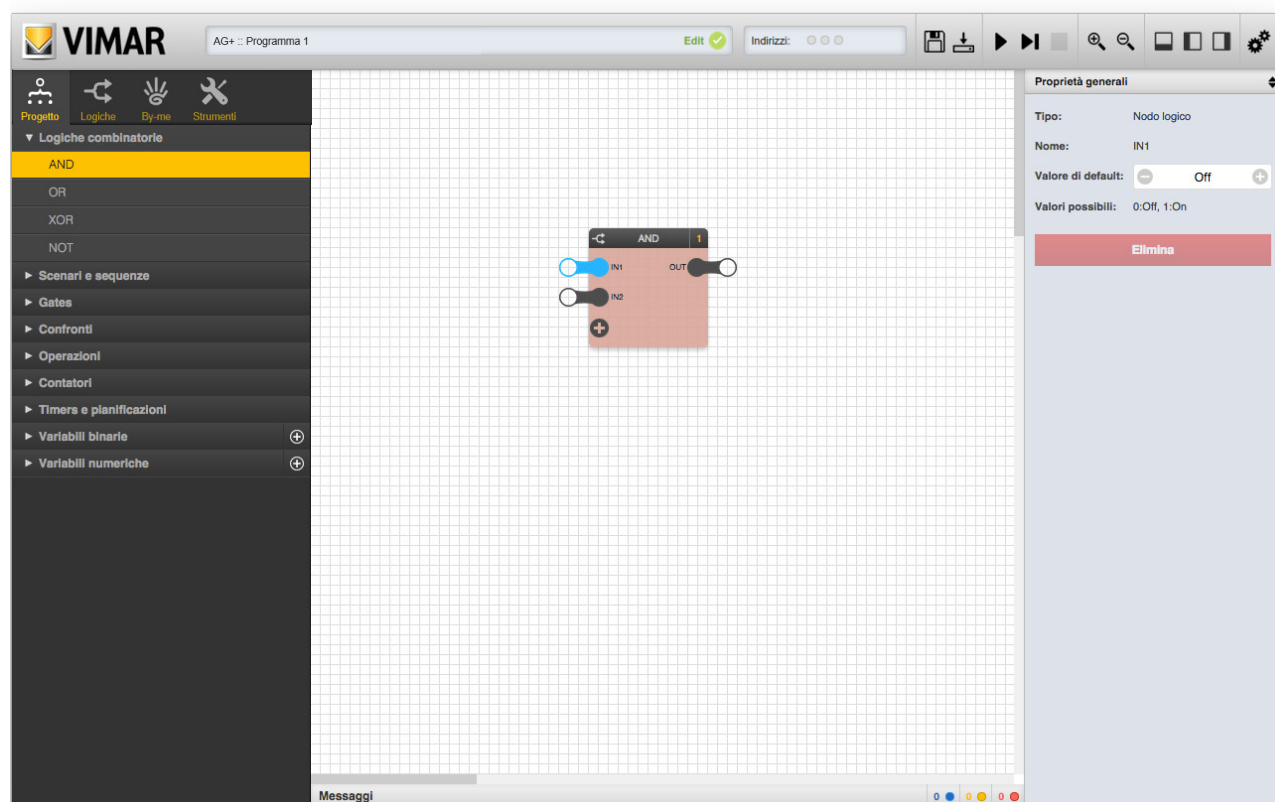 VIMAR
AG+ :: Programma 1
Edit
Indirizzi:
Progetto
Logiche
By-me
Strumenti
Logiche combinatorie
AND
OR
XOR
NOT
Scenari e sequenze
Gates
Confronti
Operazioni
Contatori
Timers e pianificazioni
Variabili binarie
Variabili numeriche
AND 1
IN1 OUT
IN2
Messaggi
0 0 0
Proprietà generali
Tipo: Nodo logico
Nome: IN1
Valore di default: Off
Valori possibili: 0:Off, 1:On
Elimina